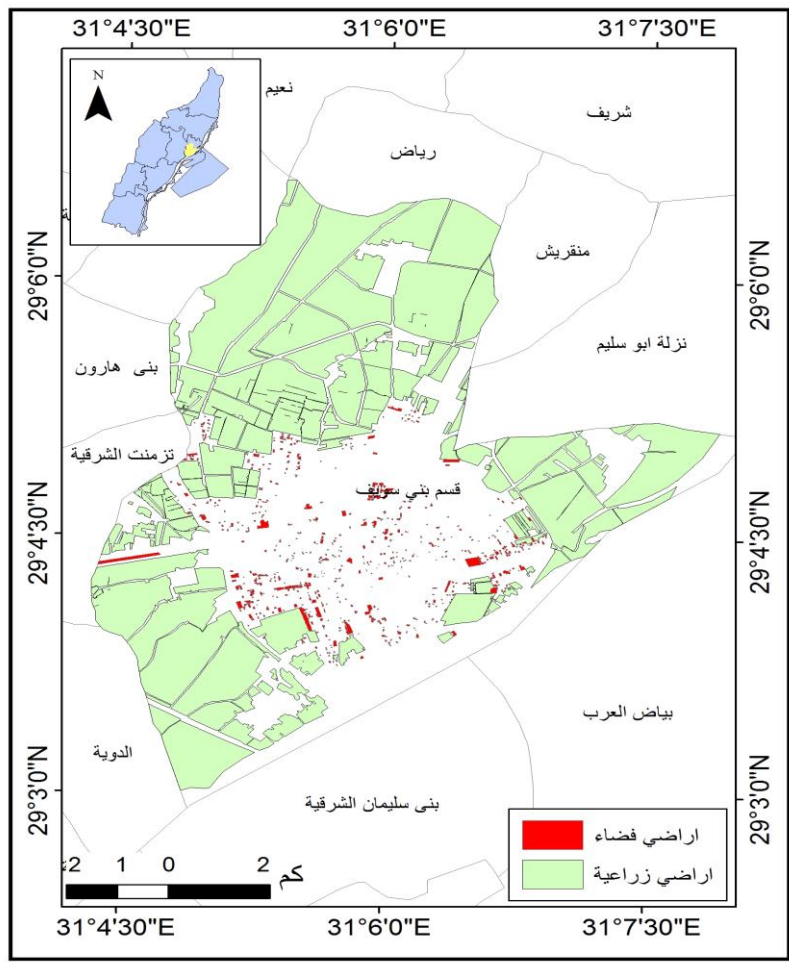 31°4'30"E 31°6'0"E 31°7'30"E
N
نعيم
شريف
رياض
منقريش
29°6'0"N
29°6'0"N
نزلة ابو سليم
بنى هارون
تزمنت الشرقية
قسم بني سويف
29°4'30"N
29°4'30"N
بياض العرب
الدوية
بنى سليمان الشرقية
29°3'0"N
29°3'0"N
اراضي فضاء
اراضي زراعية
2 1 0 2 كم
31°4'30"E 31°6'0"E 31°7'30"E